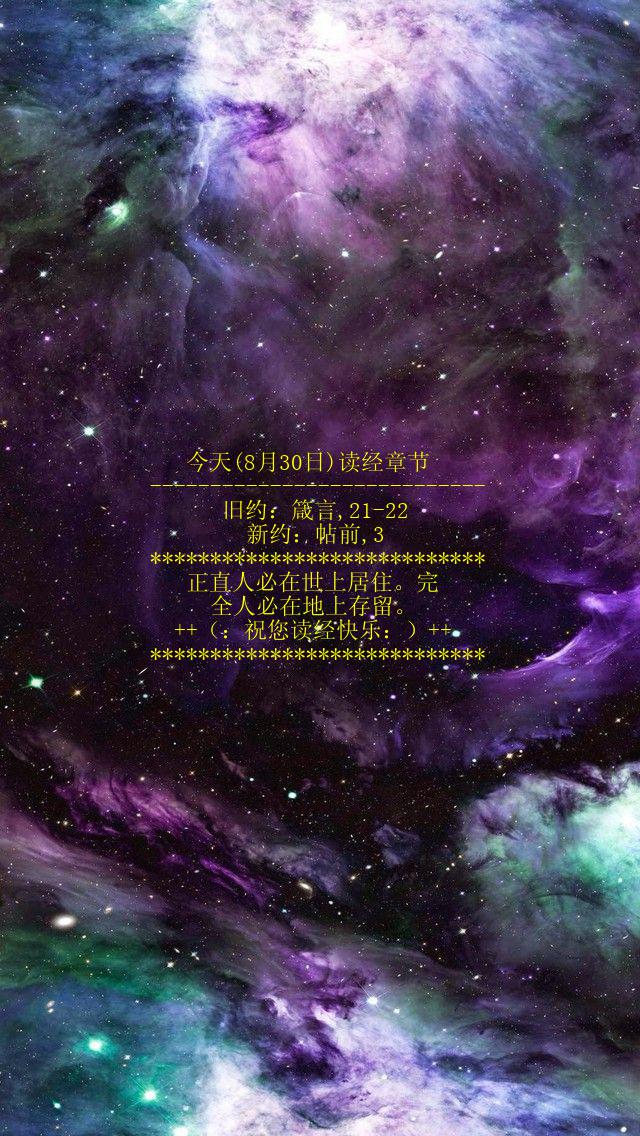 今天(8月30日)读经章节
----------------------------
旧约：箴言,21-22
新约：帖前,3
****************************
正直人必在世上居住。完
全人必在地上存留。
++（：祝您读经快乐：）++
****************************